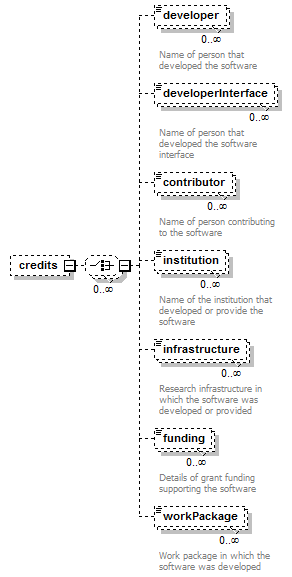 developer
0..∞
Name of person that
developed the software
developerInterface
0..∞
Name of person that
developed the software
interface
contributor
0..∞
Name of person contributing
to the software
credits
0..∞
institution
0..∞
Name of the institution that
developed or provide the
software
infrastructure
0..∞
Research infrastructure in
which the software was
developed or provided
funding
0..∞
Details of grant funding
supporting the software
workPackage
0..∞
Work package in which the
software was developed